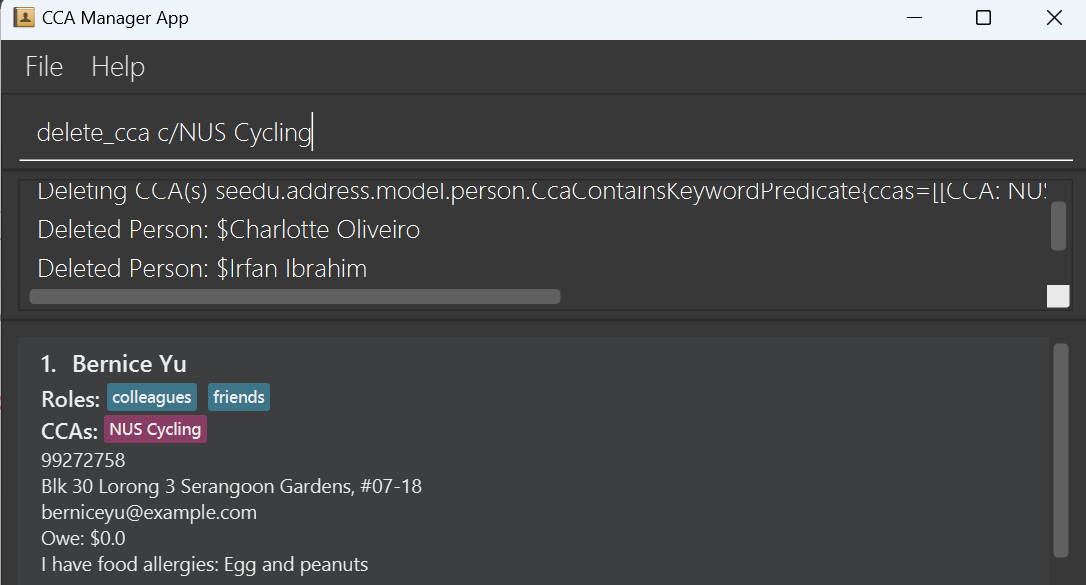 CCA Manager App
File Help
delete_cca c/NUS Cycling
Deleting CCA(s) seedu.address.model.person.CcaContainsKeywordPredicate{ccas=[[CCA: NUS
Deleted Person: $Charlotte Oliveiro
Deleted Person: $Irfan Ibrahim
1. Bernice Yu
Roles: colleagues friends
CCAs: NUS Cycling
99272758
Blk 30 Lorong 3 Serangoon Gardens, #07-18
berniceyu@example.com
Owe: $0.0
I have food allergies: Egg and peanuts